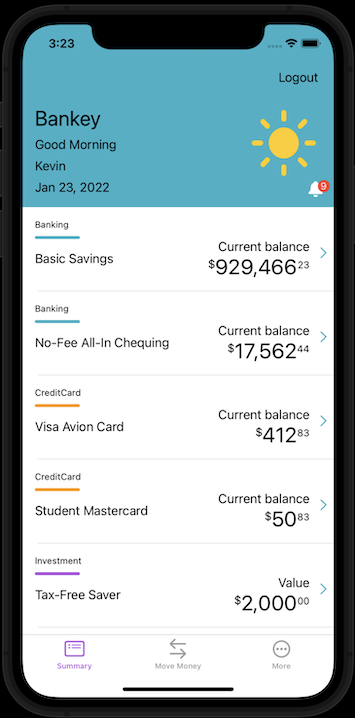 3:23
Logout
Bankey
Good Morning
Kevin
Jan 23, 2022
9
Banking
Basic Savings
Current balance
$929,466 23
Banking
No-Fee All-In Chequing
Current balance
$17,562 44
CreditCard
Visa Avion Card
Current balance
$412 83
CreditCard
Student Mastercard
Current balance
$50 83
Investment
Tax-Free Saver
Value
$2,000 00
Summary
Move Money
More